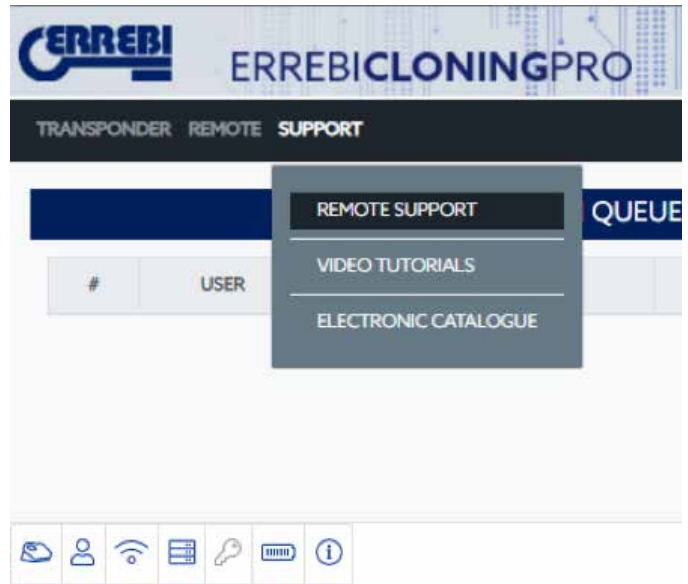 ERREBI
ERREBICLONINGPRO
TRANSPONDER REMOTE SUPPORT
REMOTE SUPPORT
QUEUE
VIDEO TUTORIALS
# USER
ELECTRONIC CATALOGUE